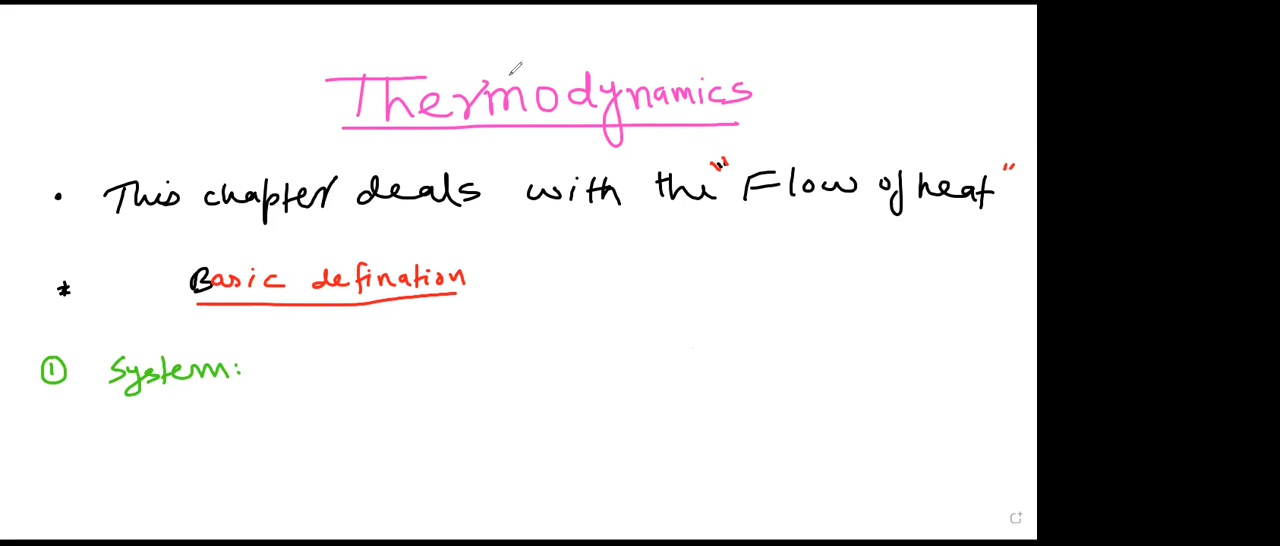 Thermodynamics
• This chapter deals with the "Flow of heat"
* Basic defination
① System: